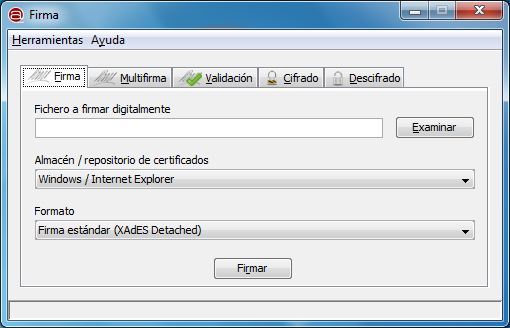 Firma
Herramientas Ayuda
Firma Multifirma Validación Cifrado Descifrado
Fichero a firmar digitalmente
Examinar
Almacén / repositorio de certificados
Windows / Internet Explorer
Formato
Firma estándar (XAdES Detached)
Firmar